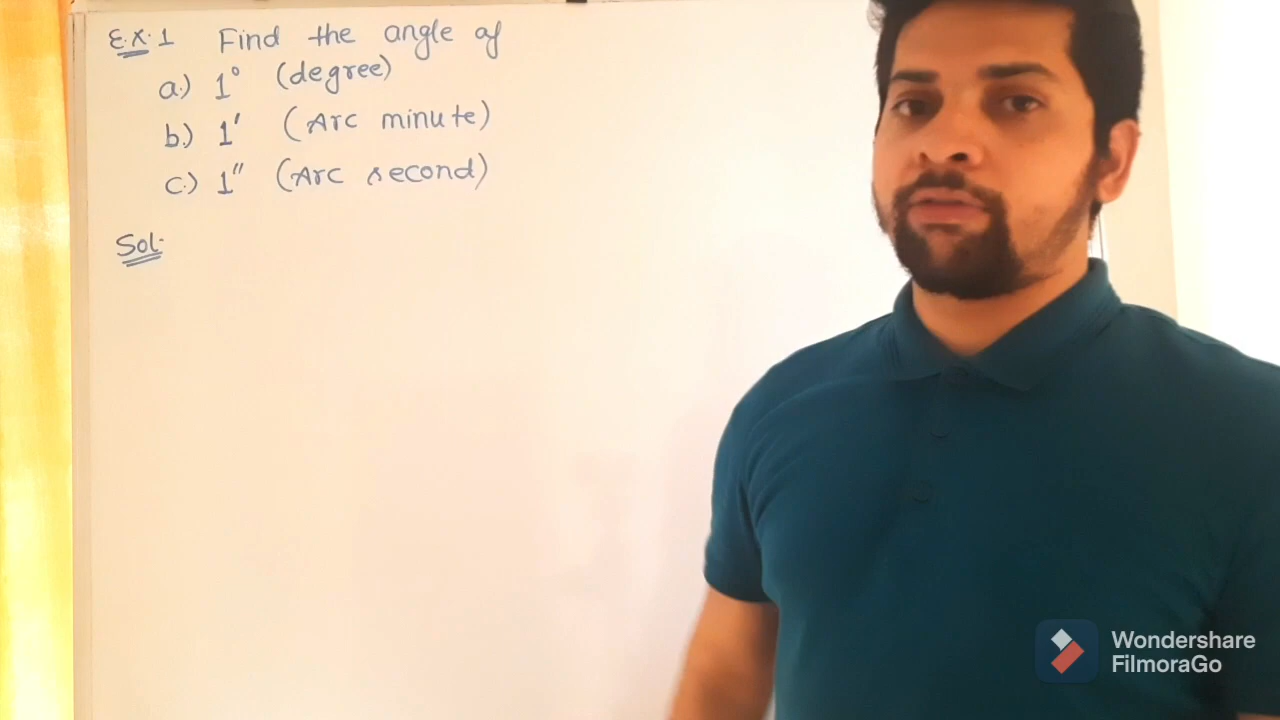 Ex. 1 Find the angle of
a.) 1° (degree)
b.) 1' (Arc minute)
c.) 1" (Arc second)
Sol.
Wondershare
FilmoraGo